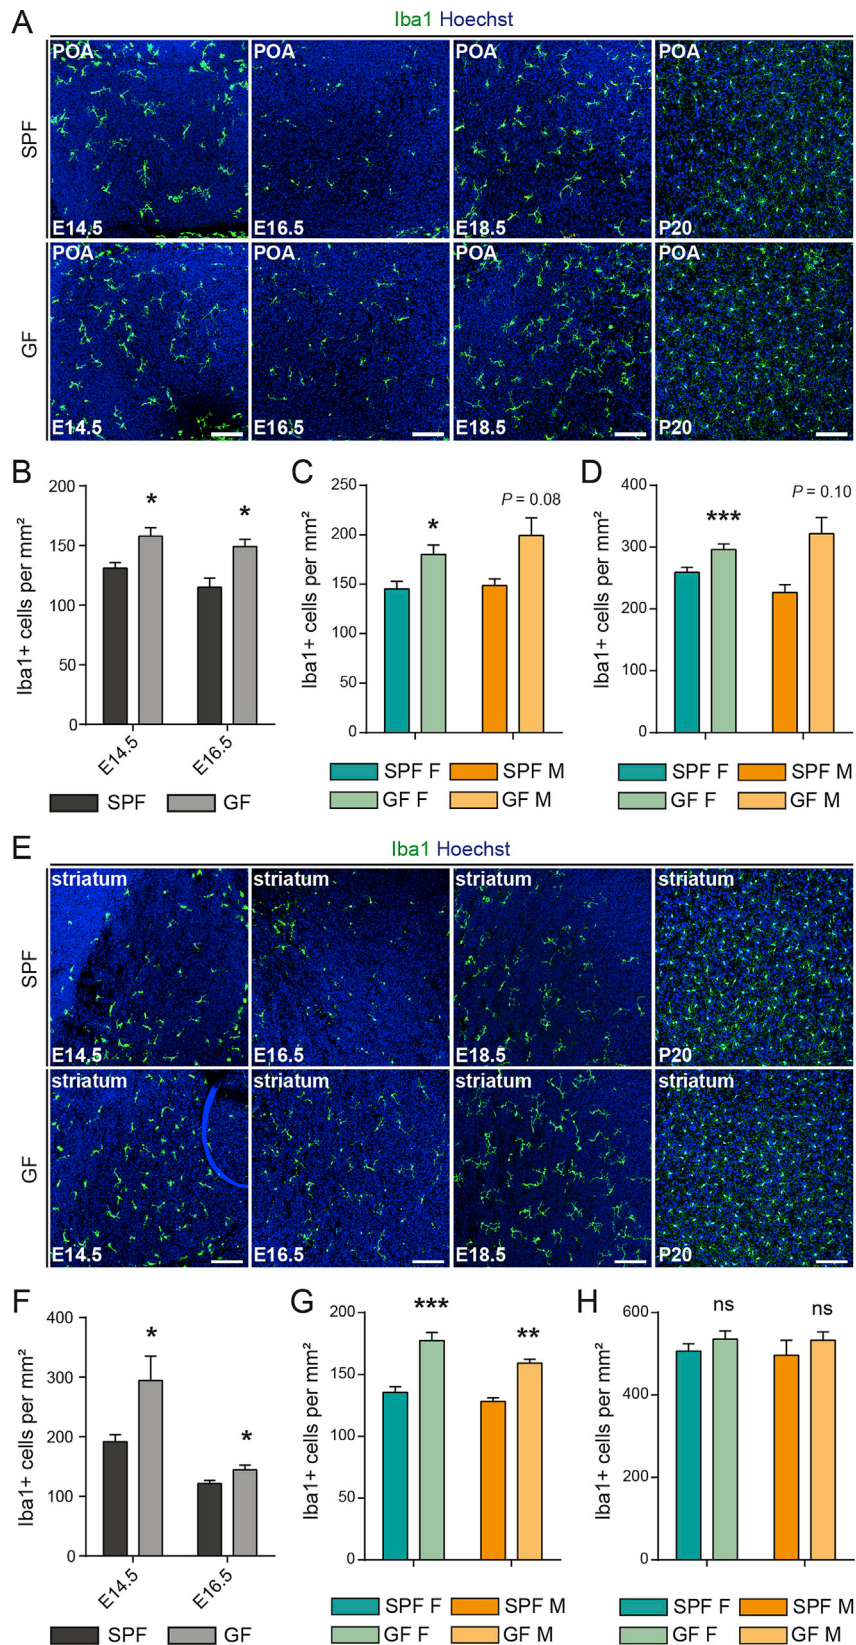 A
Iba1 Hoechst
SPF
POA
POA
POA
POA
E14.5
E16.5
E18.5
P20
GF
POA
POA
POA
POA
E14.5
E16.5
E18.5
P20
B
Iba1+ cells per mm²
200
150
100
50
0
*
*
E14.5
E16.5
SPF
GF
C
Iba1+ cells per mm²
250
200
150
100
50
0
*
P = 0.08
SPF F
SPF M
GF F
GF M
D
Iba1+ cells per mm²
400
300
200
100
0
***
P = 0.10
SPF F
SPF M
GF F
GF M
E
Iba1 Hoechst
SPF
striatum
striatum
striatum
striatum
E14.5
E16.5
E18.5
P20
GF
striatum
striatum
striatum
striatum
E14.5
E16.5
E18.5
P20
F
Iba1+ cells per mm²
400
300
200
100
0
*
*
E14.5
E16.5
SPF
GF
G
Iba1+ cells per mm²
200
150
100
50
0
***
**
SPF F
SPF M
GF F
GF M
H
Iba1+ cells per mm²
600
400
200
0
ns
ns
SPF F
SPF M
GF F
GF M